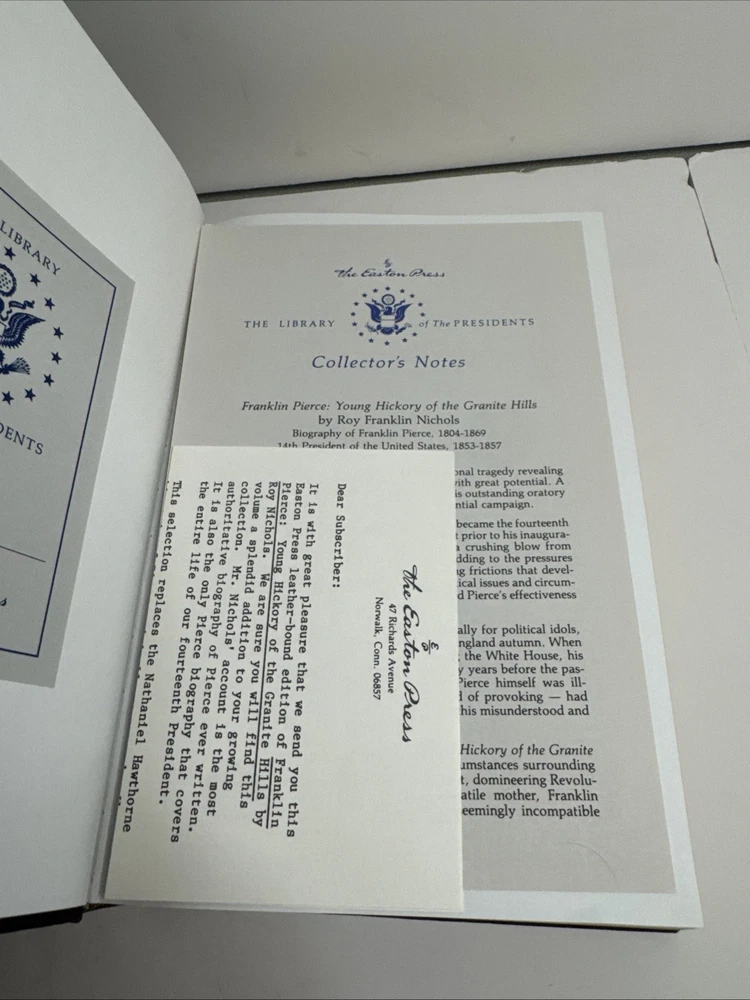 LIBRARY
DENTS
The Easton Press
THE LIBRARY of The PRESIDENTS
Collector's Notes
Franklin Pierce: Young Hickory of the Granite Hills
by Roy Franklin Nichols
Biography of Franklin Pierce, 1804-1869
14th President of the United States, 1853-1857
onal tragedy revealing
ith great potential. A
is outstanding oratory
ntial campaign.
became the fourteenth
t prior to his inaugura-
a crushing blow from
dding to the pressures
g frictions that devel-
ical issues and circum-
d Pierce's effectiveness
ally for political idols,
ngland autumn. When
the White House, his
y years before the pas-
Pierce himself was ill-
l of provoking — had
his misunderstood and
Hickory of the Granite
umstances surrounding
t, domineering Revolu-
atile mother, Franklin
eemingly incompatible
The Easton Press
47 Richards Avenue
Norwalk, Conn. 06857
Dear Subscriber:
It is with great pleasure that we send you this
Easton Press leather-bound edition of Franklin
Pierce: Young Hickory of the Granite Hills by
Roy Nichols. We are sure you will find this
volume a splendid addition to your growing
collection. Mr. Nichols' account is the most
authoritative biography of Pierce ever written.
It is also the only Pierce biography that covers
the entire life of our fourteenth President.
This selection replaces the Nathaniel Hawthorne